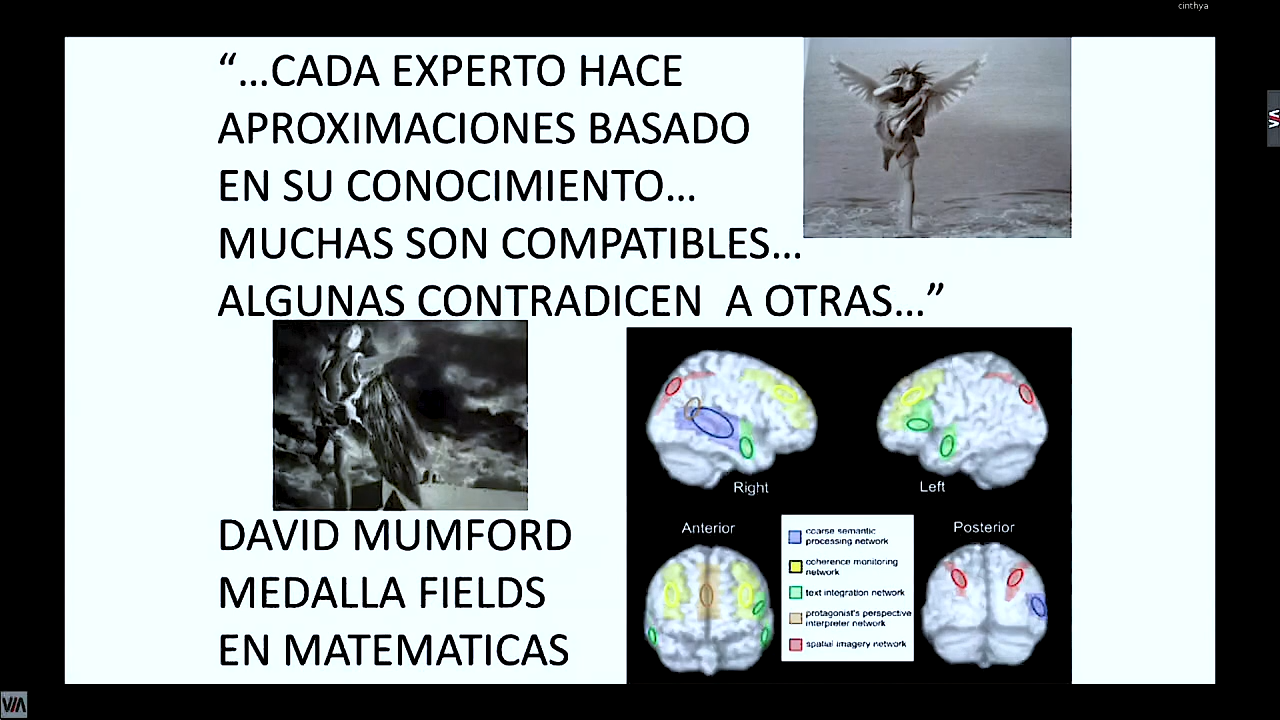 cinthya
“...CADA EXPERTO HACE
APROXIMACIONES BASADO
EN SU CONOCIMIENTO...
MUCHAS SON COMPATIBLES...
ALGUNAS CONTRADICEN  A OTRAS...”
DAVID MUMFORD
MEDALLA FIELDS
EN MATEMATICAS
Right
Left
Anterior
Posterior
coarse semantic
processing network
coherence monitoring
network
text integration network
protagonist's perspective
interpreter network
spatial imagery network
VIA
VIA